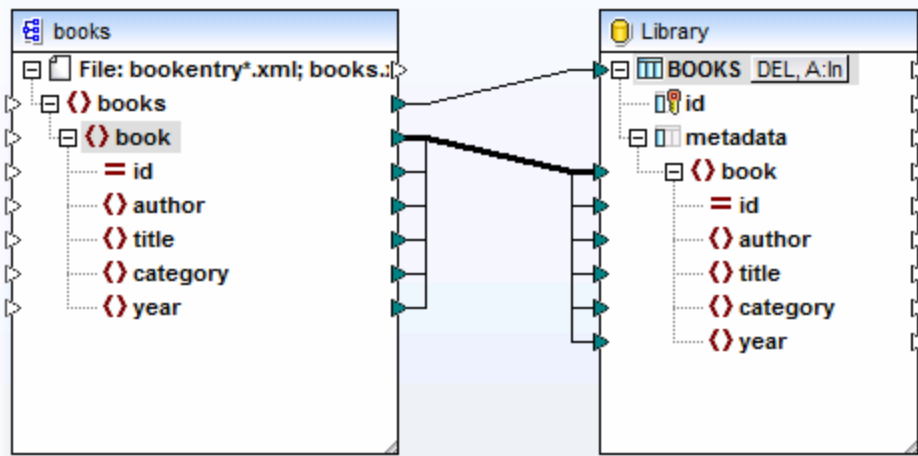 books
File: bookentry*.xml; books.:
books
book
id
author
title
category
year
Library
BOOKS DEL, A:In
id
metadata
book
id
author
title
category
year